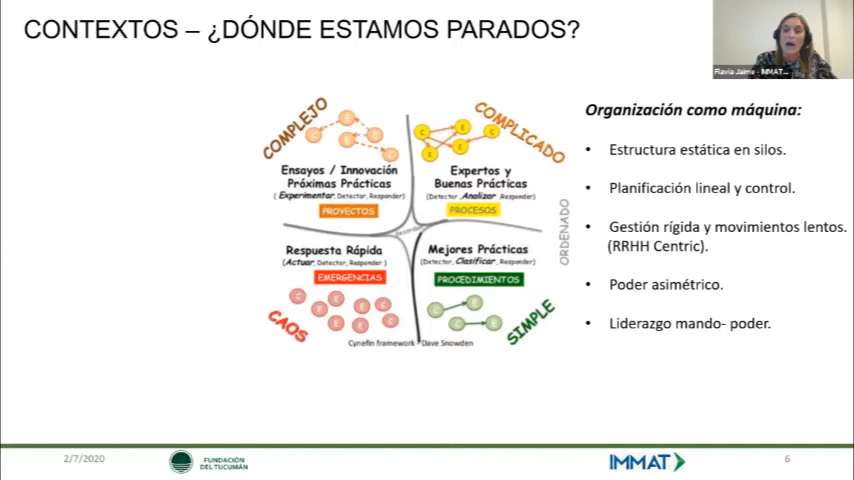 CONTEXTOS – ¿DÓNDE ESTAMOS PARADOS?
Flavia Jaime - IMMAT...
COMPLEJO
COMPLICADO
Ensayos / Innovación
Próximas Prácticas
( Experimentar, Detectar, Responder)
PROYECTOS
Expertos y
Buenas Prácticas
(Detectar, Analizar, Responder)
PROCESOS
ORDENADO
Respuesta Rápida
(Actuar, Detectar, Responder )
EMERGENCIAS
Mejores Prácticas
(Detectar, Clasificar, Responder)
PROCEDIMIENTOS
CAOS
SIMPLE
Cynefin framework - Dave Snowden
Organización como máquina:
• Estructura estática en silos.
• Planificación lineal y control.
• Gestión rígida y movimientos lentos.
(RRHH Centric).
• Poder asimétrico.
• Liderazgo mando- poder.
2/7/2020
FUNDACIÓN
DEL TUCUMÁN
IMMAT
6